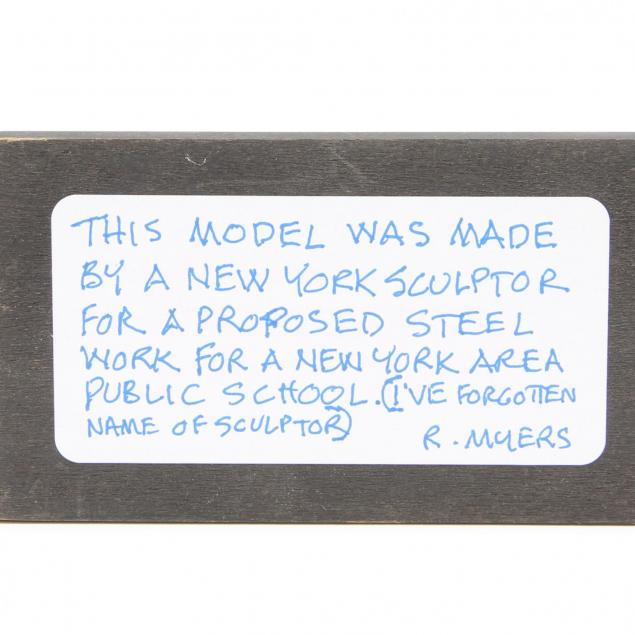 THIS MODEL WAS MADE
BY A NEW YORK SCULPTOR
FOR A PROPOSED STEEL
WORK FOR A NEW YORK AREA
PUBLIC SCHOOL. (I'VE FORGOTTEN
NAME OF SCULPTOR)
R. MYERS